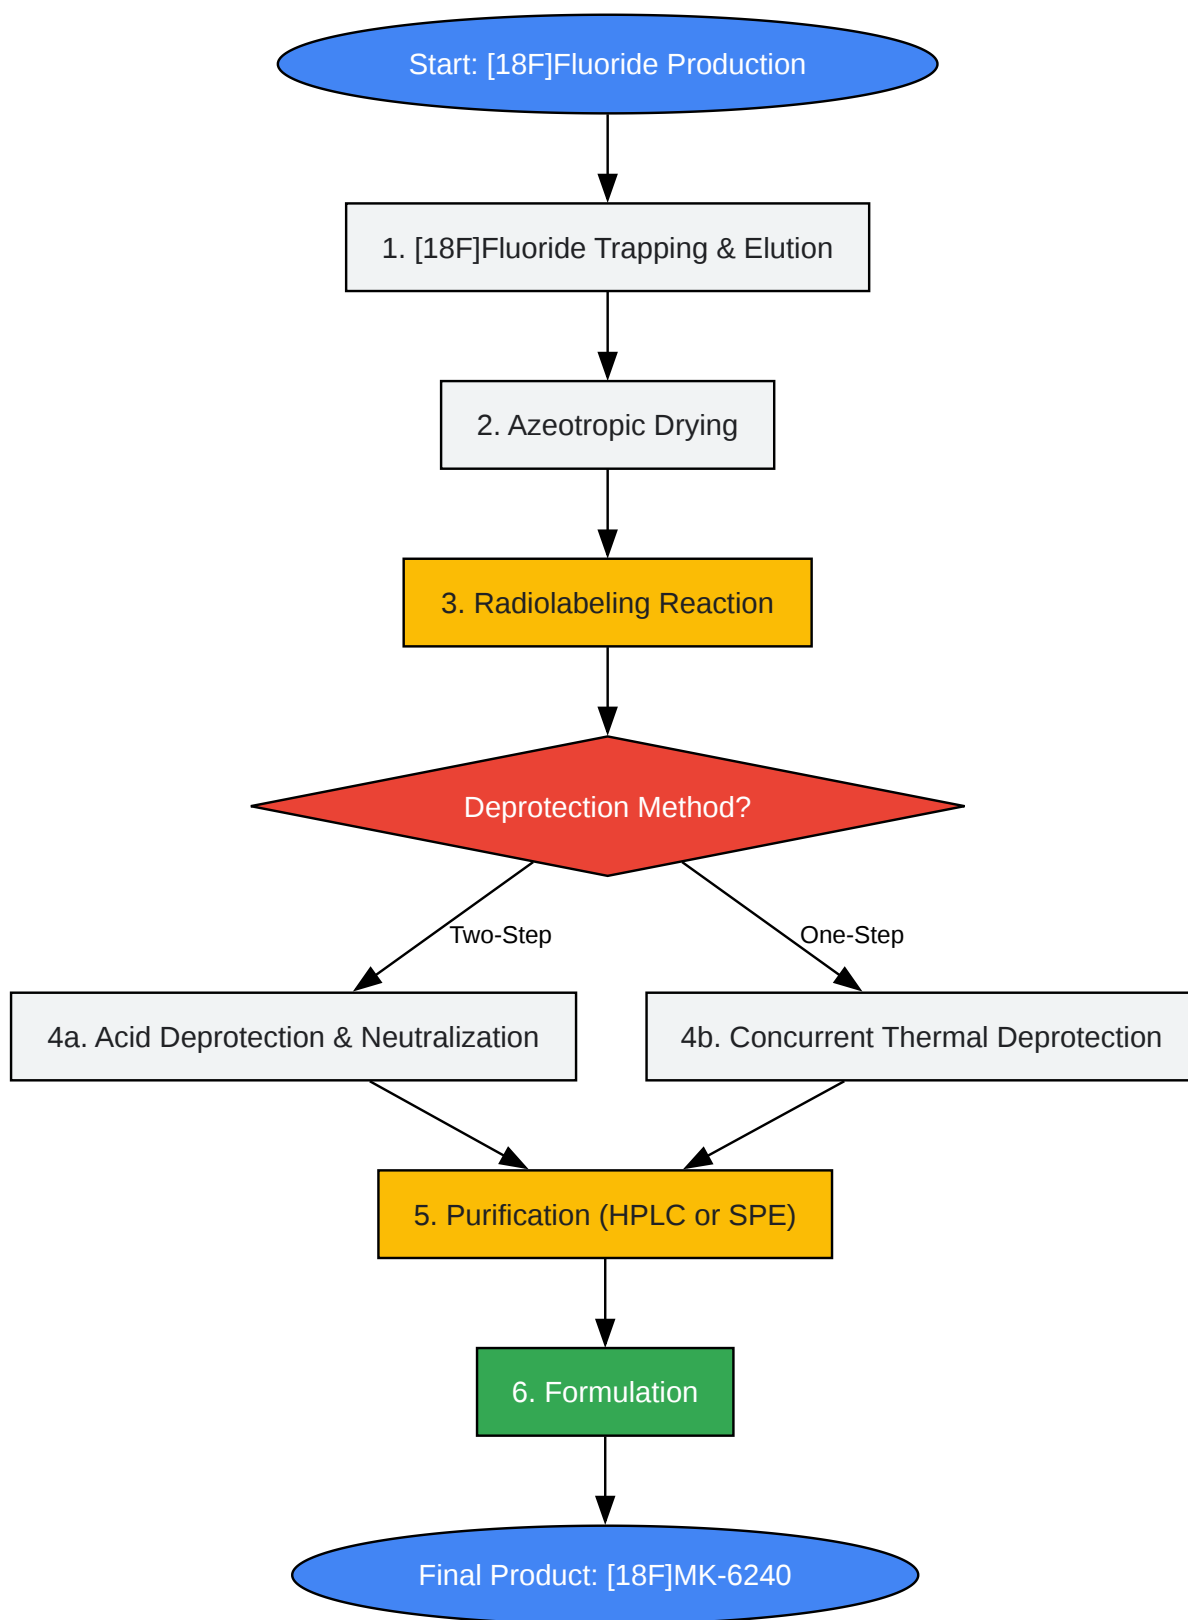 Start: [18F]Fluoride Production
1. [18F]Fluoride Trapping & Elution
2. Azeotropic Drying
3. Radiolabeling Reaction
Deprotection Method?
Two-Step
One-Step
4a. Acid Deprotection & Neutralization
4b. Concurrent Thermal Deprotection
5. Purification (HPLC or SPE)
6. Formulation
Final Product: [18F]MK-6240